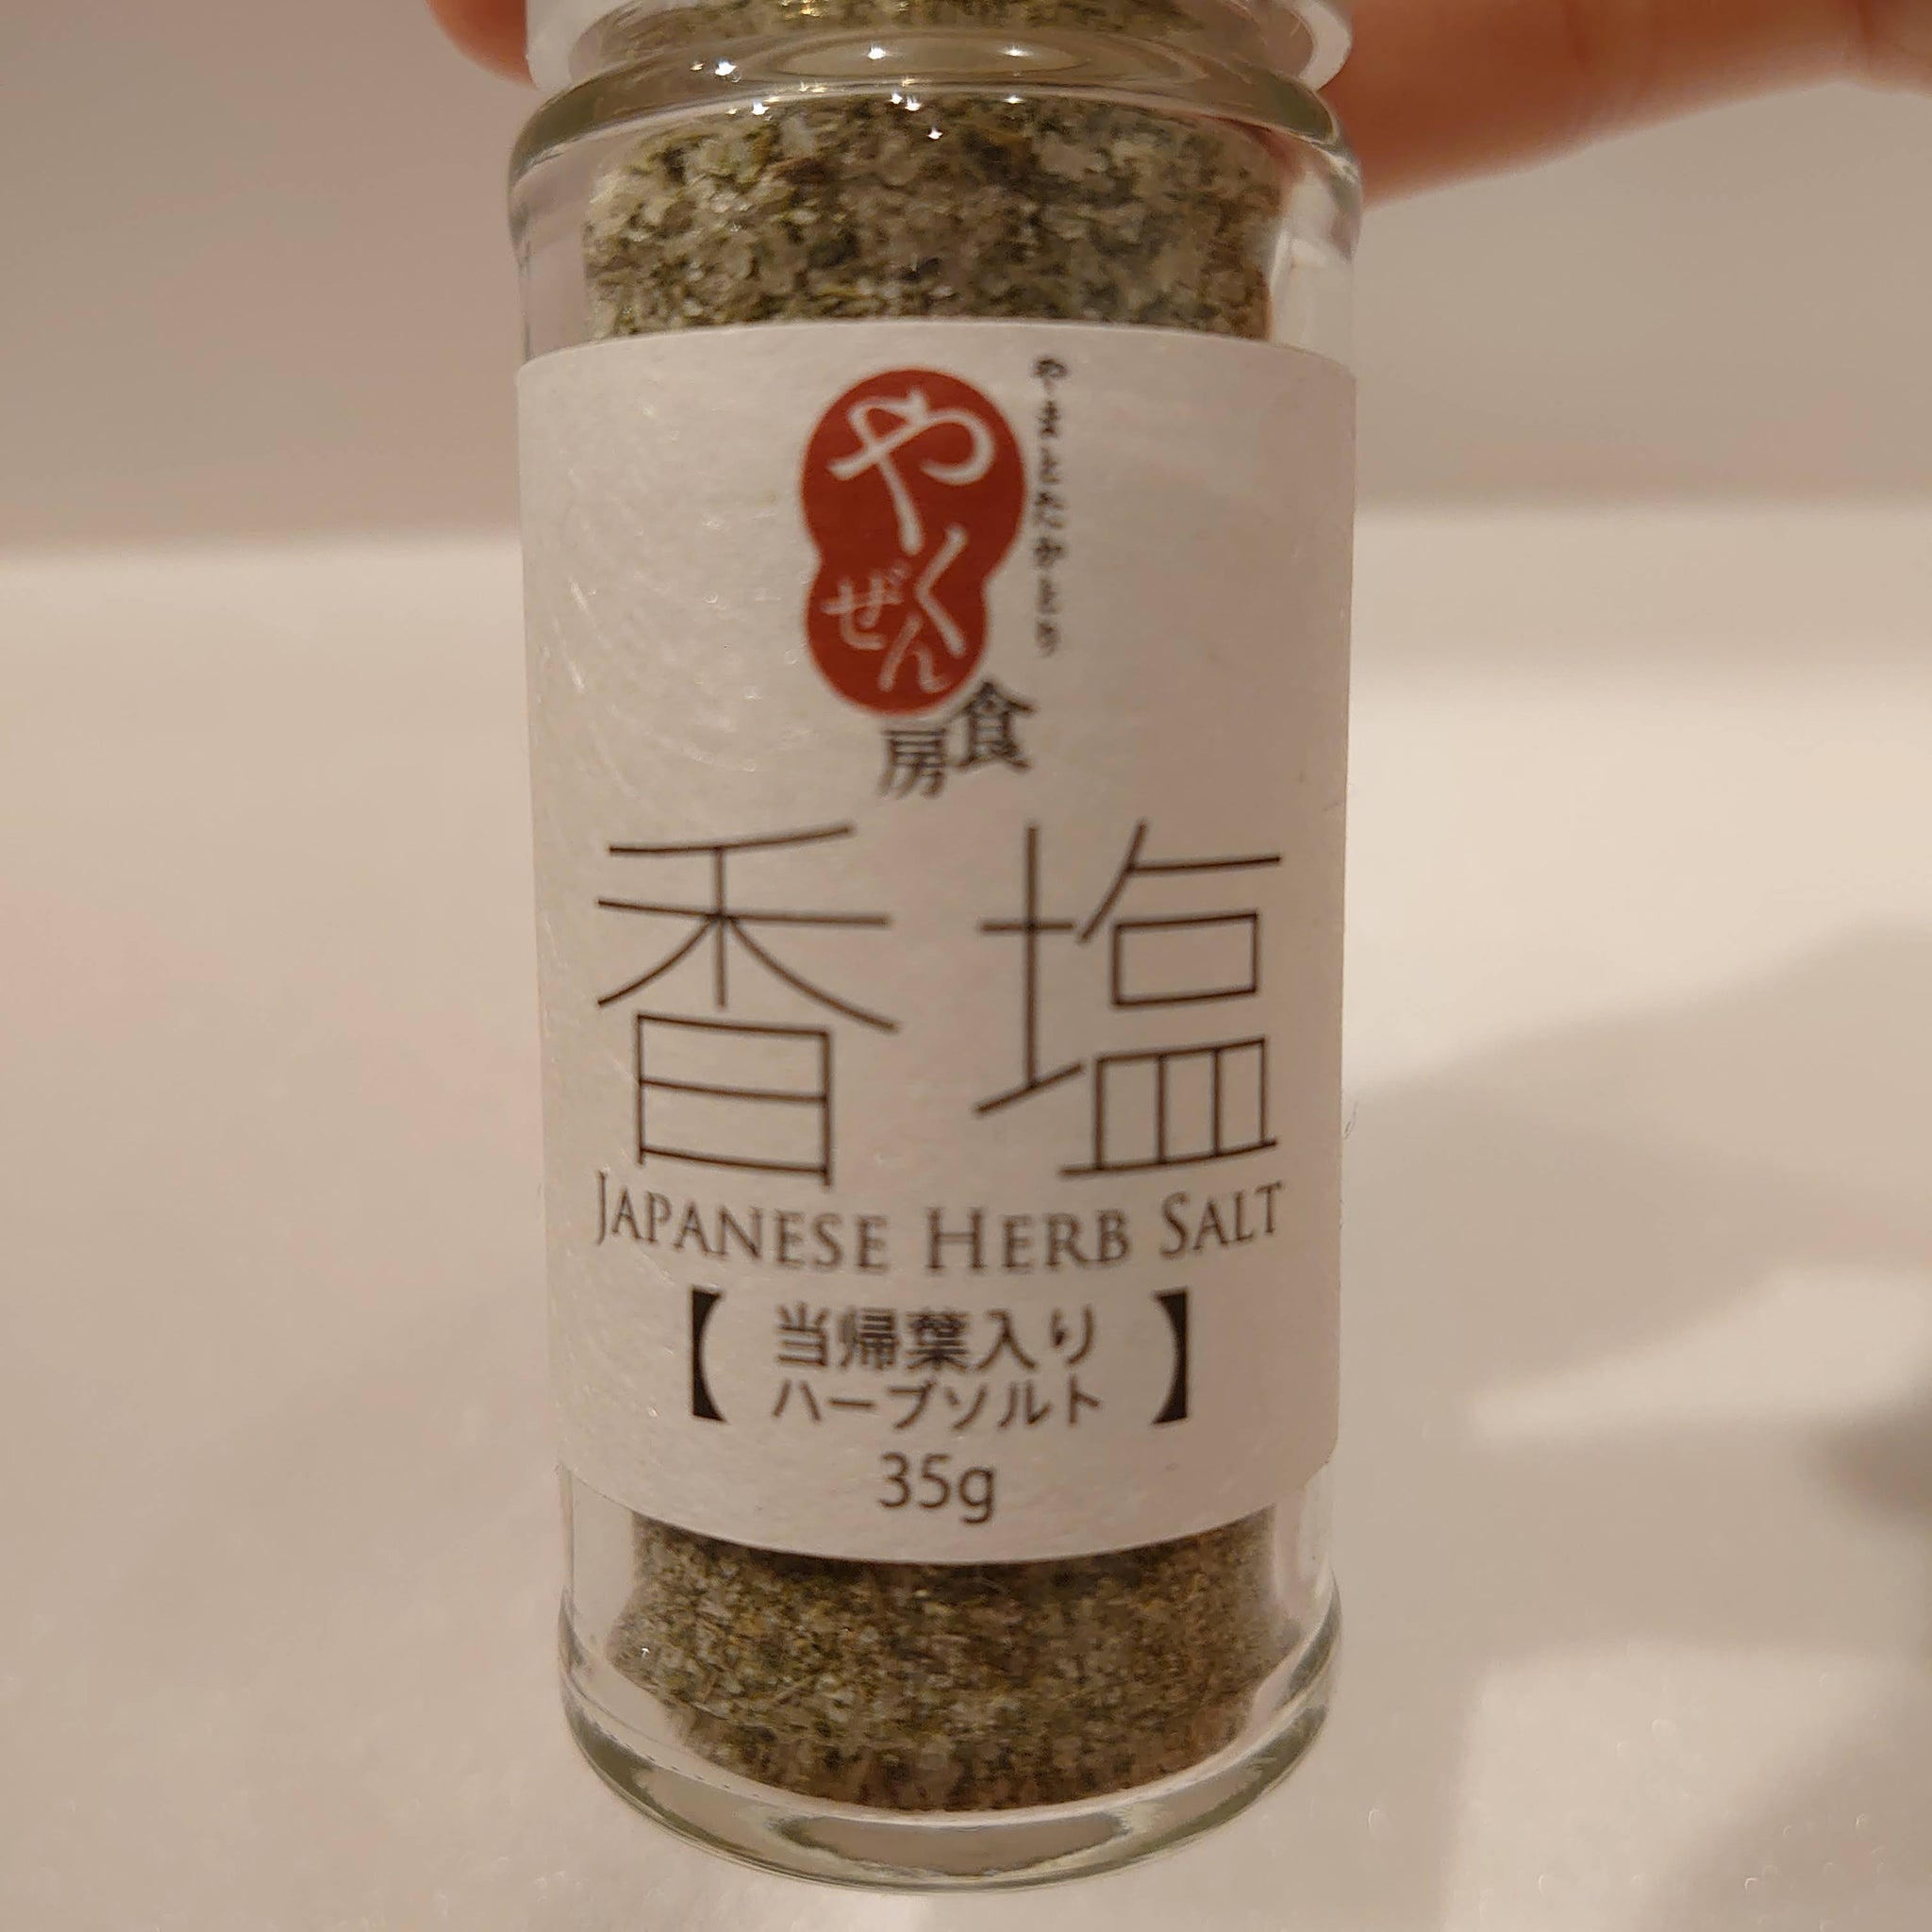 やくぜん
やまとたかとり
食房
香塩
JAPANESE HERB SALT
【当帰葉入り
ハーブソルト】
35g